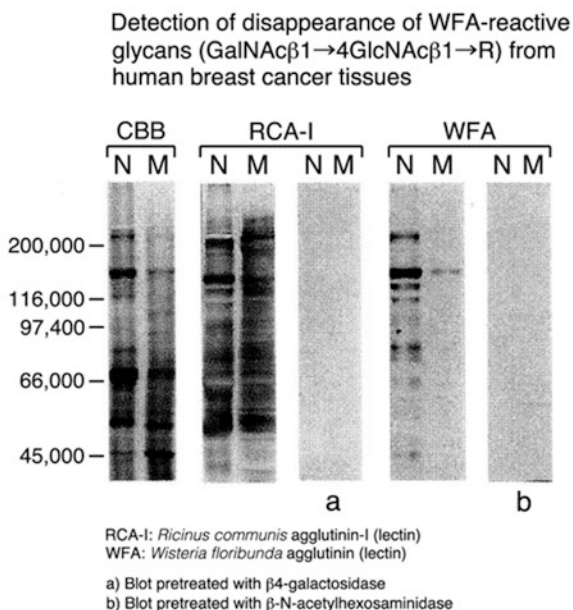 Detection of disappearance of WFA-reactive
glycans (GalNAcβ1→4GlcNAcβ1→R) from
human breast cancer tissues
CBB RCA-I WFA
N M N M N M N M N M
200,000
116,000
97,400
66,000
45,000
a b
RCA-I: Ricinus communis agglutinin-I (lectin)
WFA: Wisteria floribunda agglutinin (lectin)
a) Blot pretreated with β4-galactosidase
b) Blot pretreated with β-N-acetylhexosaminidase